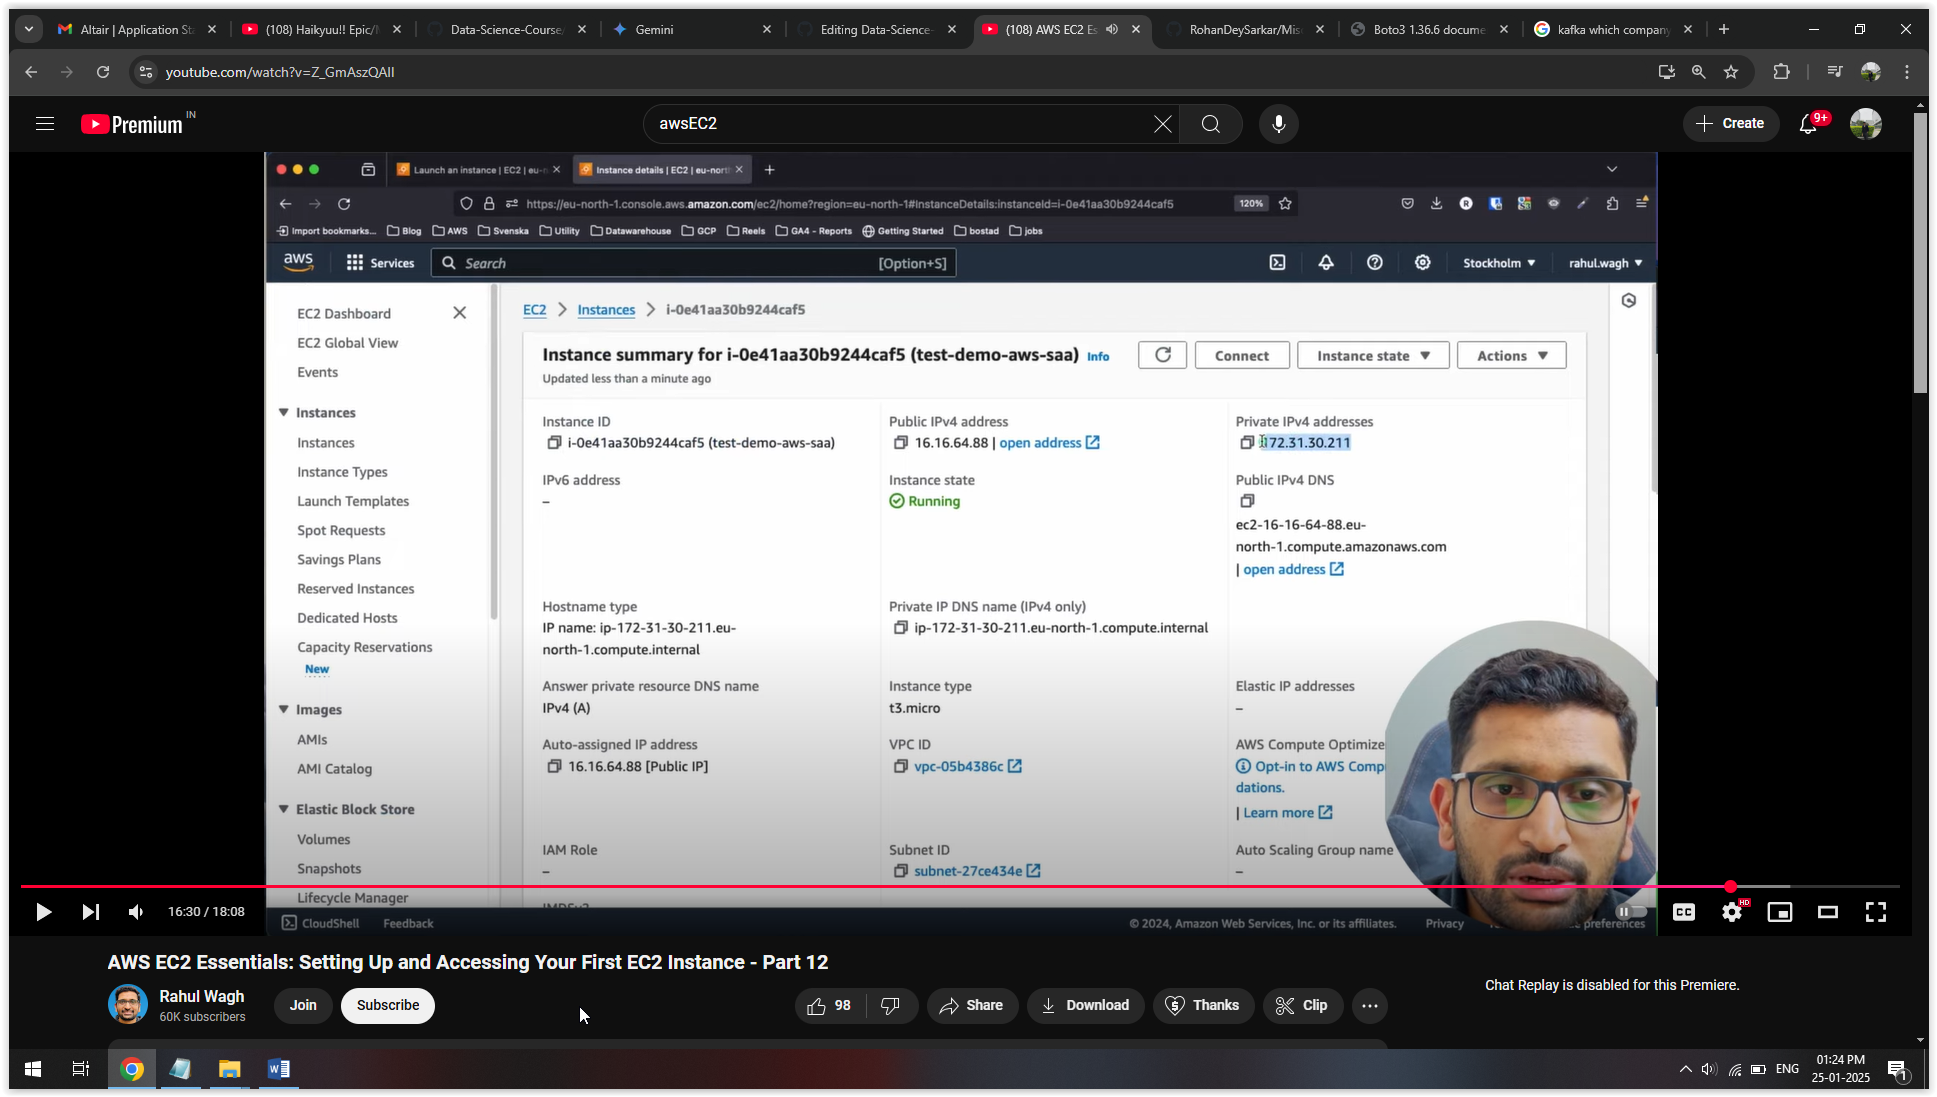 Altair | Application Sta
(108) Haikyuu!! Epic/
Data-Science-Course/
Gemini
Editing Data-Science-
(108) AWS EC2 Es
RohanDeySarkar/Mis
Boto3 1.36.6 docume
kafka which company
youtube.com/watch?v=Z_GmAszQAII
Premium IN
awsEC2
Create
9+
Launch an instance | EC2 | eu-n
Instance details | EC2 | eu-nort
https://eu-north-1.console.aws.amazon.com/ec2/home?region=eu-north-1#InstanceDetails:instanceId=i-0e41aa30b9244caf5
120%
Import bookmarks... Blog AWS Svenska Utility Datawarehouse GCP Reels GA4 - Reports Getting Started bostad jobs
aws Services Search [Option+S] Stockholm rahul.wagh
EC2 Dashboard
EC2 Global View
Events
Instances
Instances
Instance Types
Launch Templates
Spot Requests
Savings Plans
Reserved Instances
Dedicated Hosts
Capacity Reservations
New
Images
AMIs
AMI Catalog
Elastic Block Store
Volumes
Snapshots
Lifecycle Manager
EC2 > Instances > i-0e41aa30b9244caf5
Instance summary for i-0e41aa30b9244caf5 (test-demo-aws-saa) Info
Updated less than a minute ago
Connect
Instance state
Actions
Instance ID
i-0e41aa30b9244caf5 (test-demo-aws-saa)
Public IPv4 address
16.16.64.88 | open address
Private IPv4 addresses
172.31.30.211
IPv6 address
–
Instance state
Running
Public IPv4 DNS
ec2-16-16-64-88.eu-
north-1.compute.amazonaws.com
| open address
Hostname type
IP name: ip-172-31-30-211.eu-
north-1.compute.internal
Private IP DNS name (IPv4 only)
ip-172-31-30-211.eu-north-1.compute.internal
Answer private resource DNS name
IPv4 (A)
Instance type
t3.micro
Elastic IP addresses
–
Auto-assigned IP address
16.16.64.88 [Public IP]
VPC ID
vpc-05b4386c
AWS Compute Optimize
Opt-in to AWS Comp
dations.
| Learn more
IAM Role
–
Subnet ID
subnet-27ce434e
Auto Scaling Group name
–
CloudShell Feedback © 2024, Amazon Web Services, Inc. or its affiliates. Privacy preferences
16:30 / 18:08
CC
HD
AWS EC2 Essentials: Setting Up and Accessing Your First EC2 Instance - Part 12
Rahul Wagh
60K subscribers
Join
Subscribe
98
Share
Download
Thanks
Clip
Chat Replay is disabled for this Premiere.
ENG
01:24 PM
25-01-2025
1